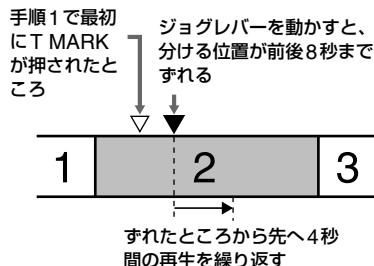 手順1で最初
にT MARK
が押されたと
ころ
ジョグレバーを動かすと、
分ける位置が前後8秒まで
ずれる
1 2 3
ずれたところから先へ4秒
間の再生を繰り返す